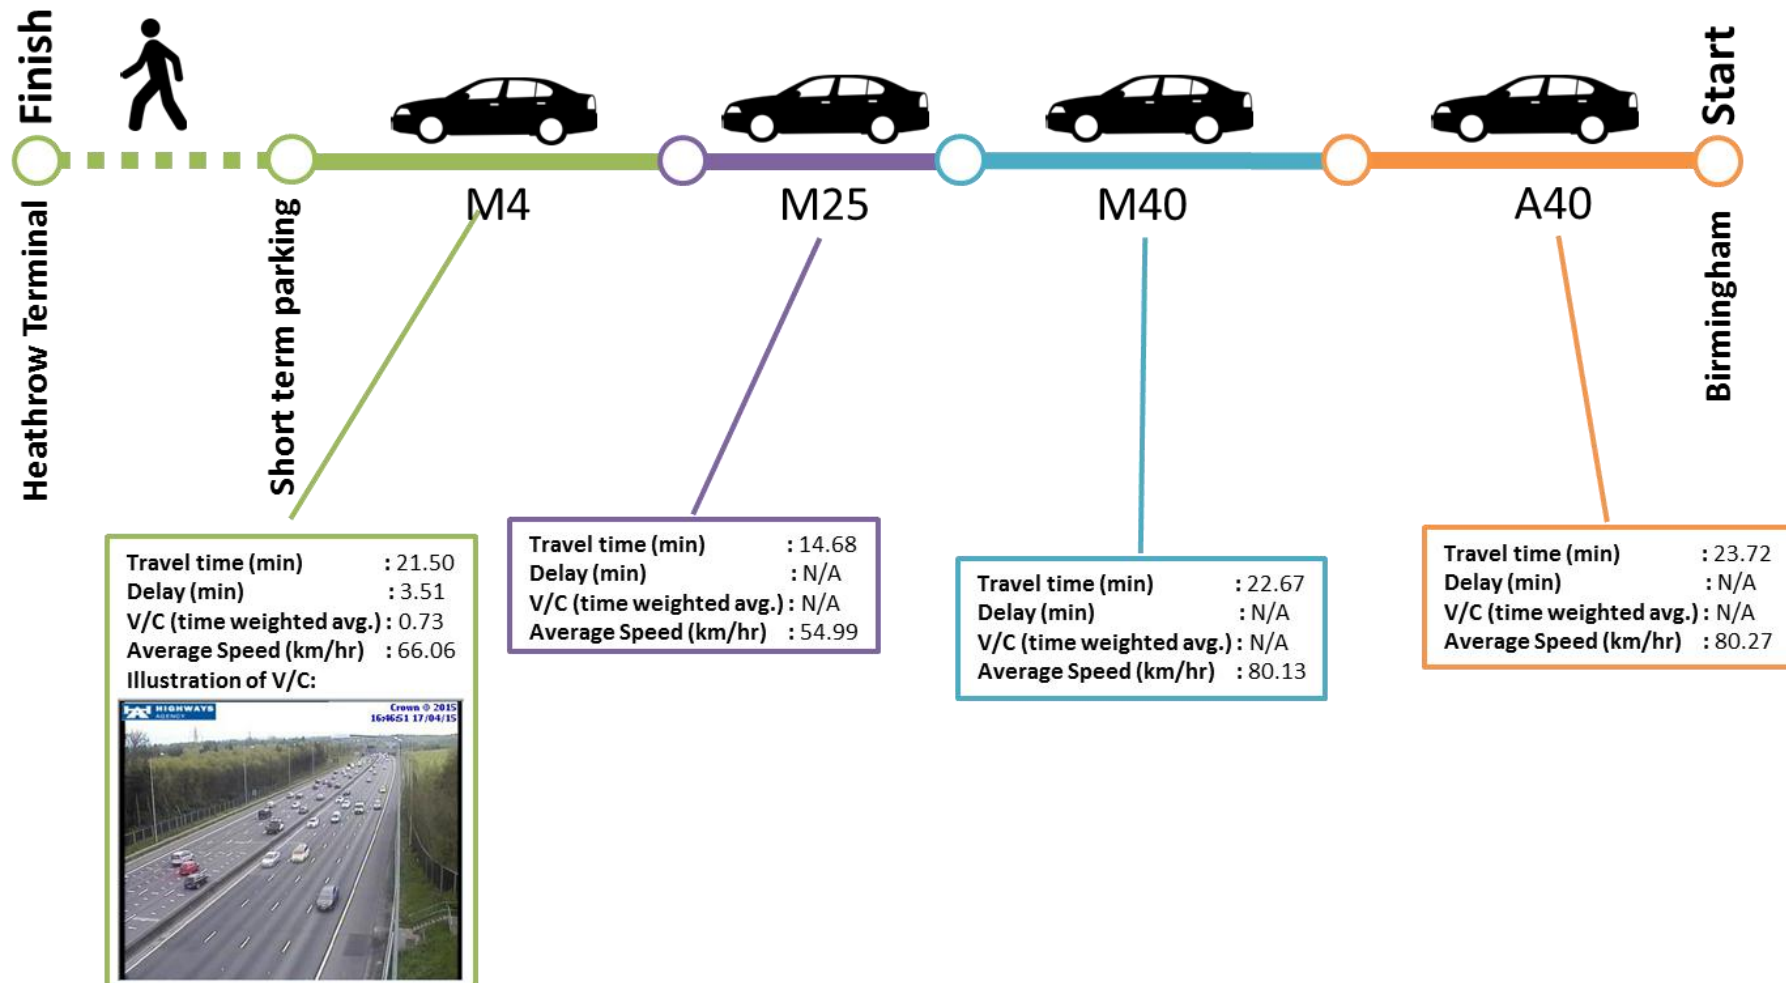 Finish
Start
M4
M25
M40
A40
Heathrow Terminal
Short term parking
Birmingham
Travel time (min) : 21.50
Delay (min) : 3.51
V/C (time weighted avg.) : 0.73
Average Speed (km/hr) : 66.06
Illustration of V/C:
HIGHWAYS
AGENCY
Crown © 2015
16:46:51 17/04/15
Travel time (min) : 14.68
Delay (min) : N/A
V/C (time weighted avg.) : N/A
Average Speed (km/hr) : 54.99
Travel time (min) : 22.67
Delay (min) : N/A
V/C (time weighted avg.) : N/A
Average Speed (km/hr) : 80.13
Travel time (min) : 23.72
Delay (min) : N/A
V/C (time weighted avg.) : N/A
Average Speed (km/hr) : 80.27